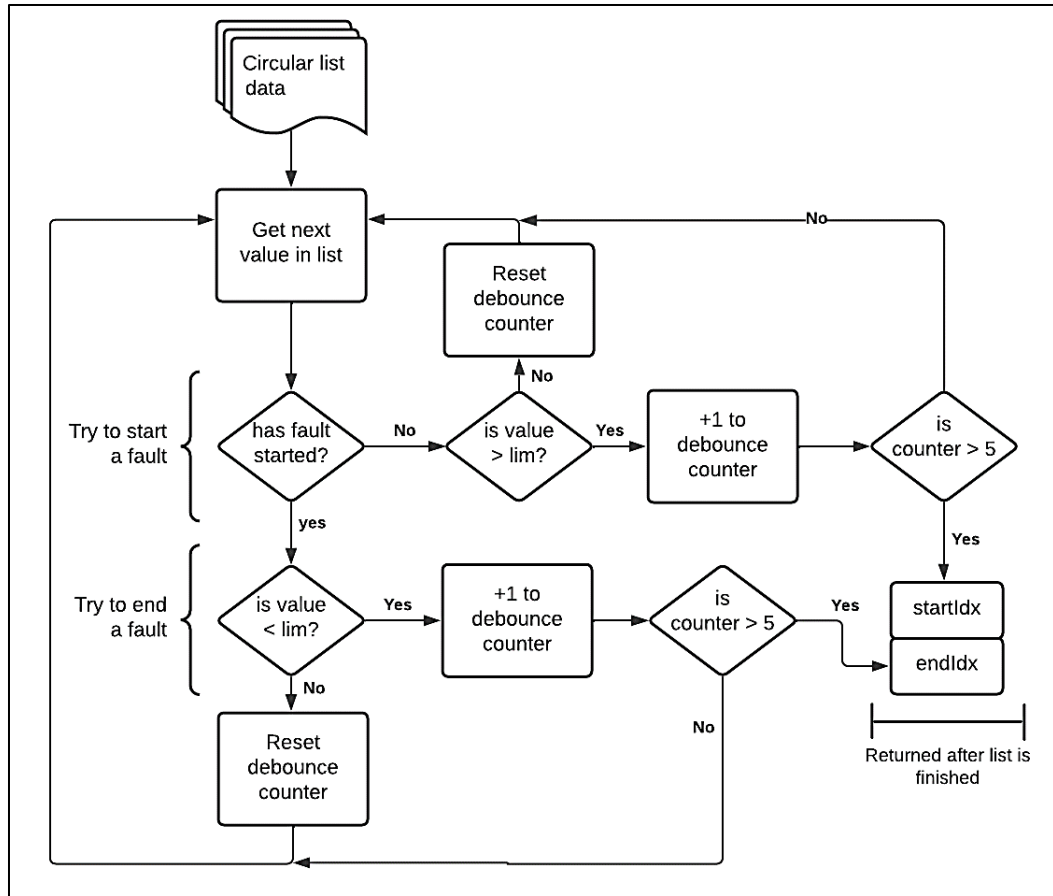 Circular list
data
Get next
value in list
No
Reset
debounce
counter
No
Try to start
a fault
has fault
started?
No
is value
> lim?
Yes
+1 to
debounce
counter
is
counter > 5
yes
Yes
Try to end
a fault
is value
< lim?
Yes
+1 to
debounce
counter
is
counter > 5
Yes
startIdx
endIdx
No
Reset
debounce
counter
No
Returned after list is
finished